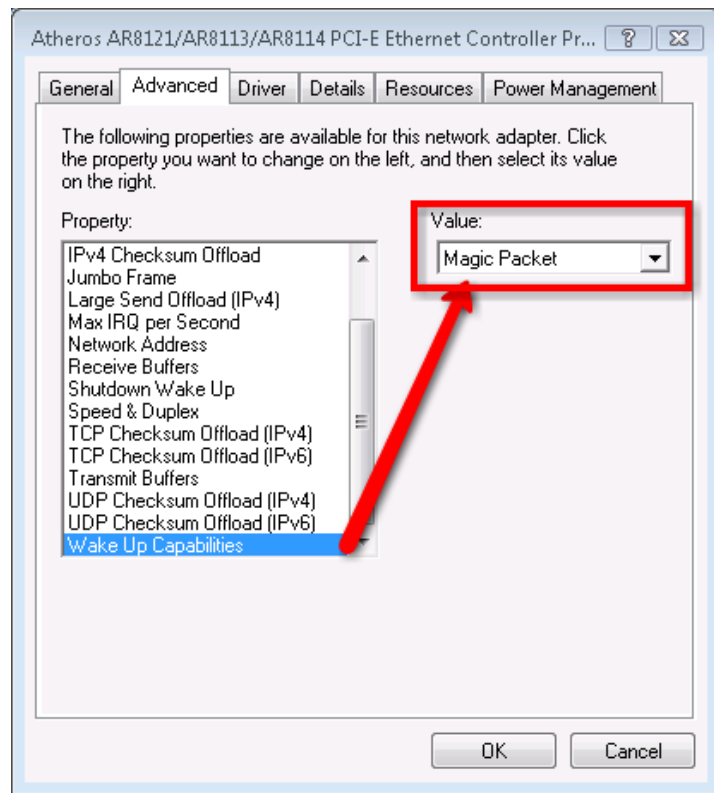 Atheros AR8121/AR8113/AR8114 PCI-E Ethernet Controller Pr...
General Advanced Driver Details Resources Power Management
The following properties are available for this network adapter. Click
the property you want to change on the left, and then select its value
on the right.
Property:
Value:
IPv4 Checksum Offload
Magic Packet
Jumbo Frame
Large Send Offload (IPv4)
Max IRQ per Second
Network Address
Receive Buffers
Shutdown Wake Up
Speed & Duplex
TCP Checksum Offload (IPv4)
TCP Checksum Offload (IPv6)
Transmit Buffers
UDP Checksum Offload (IPv4)
UDP Checksum Offload (IPv6)
Wake Up Capabilities
OK Cancel